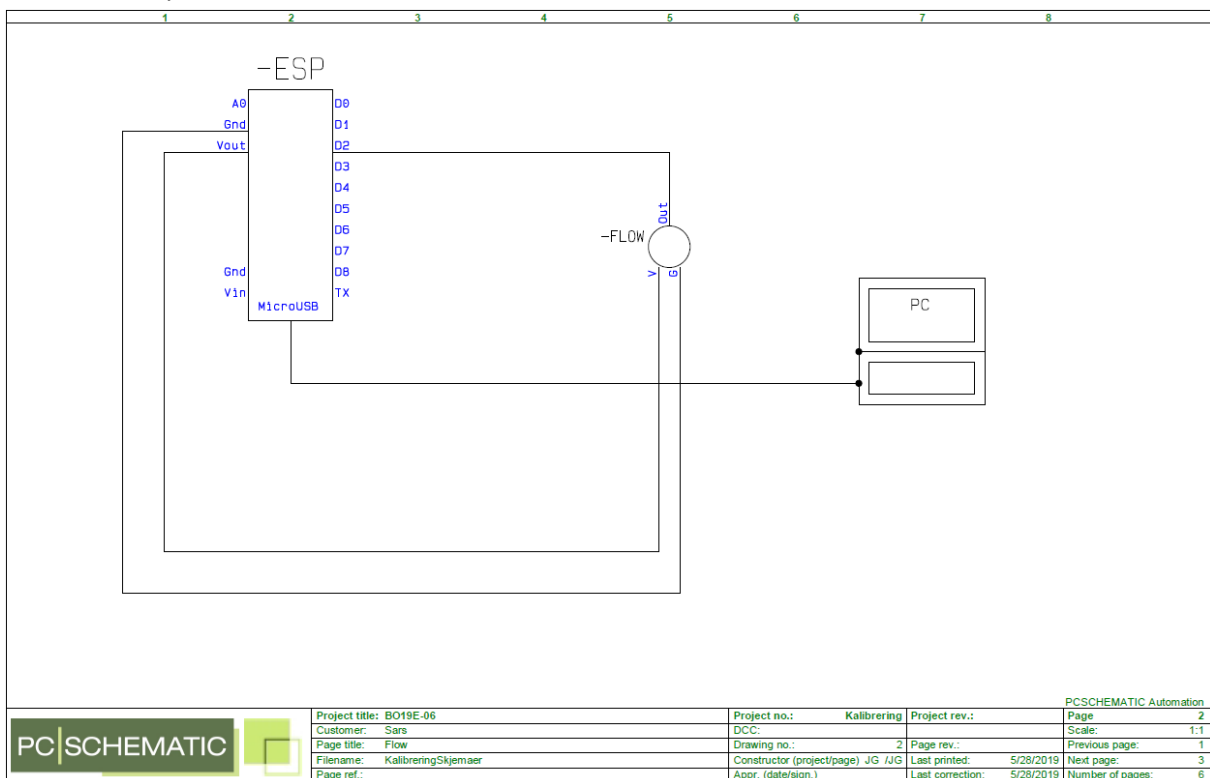 1 2 3 4 5 6 7 8
-ESP
A0 D0
Gnd D1
Vout D2
D3
D4
D5
D6
D7
Gnd D8
Vin TX
MicroUSB
Out
-FLOW
V G
PC
PCSCHEMATIC Automation
PC|SCHEMATIC
Project title: BO19E-06 Project no.: Kalibrering Project rev.: Page 2
Customer: Sars DCC: Scale: 1:1
Page title: Flow Drawing no.: 2 Page rev.: Previous page: 1
Filename: KalibreringSkjemaer Constructor (project/page) JG /JG Last printed: 5/28/2019 Next page: 3
Page ref.: Appr. (date/sign.) Last correction: 5/28/2019 Number of pages: 6